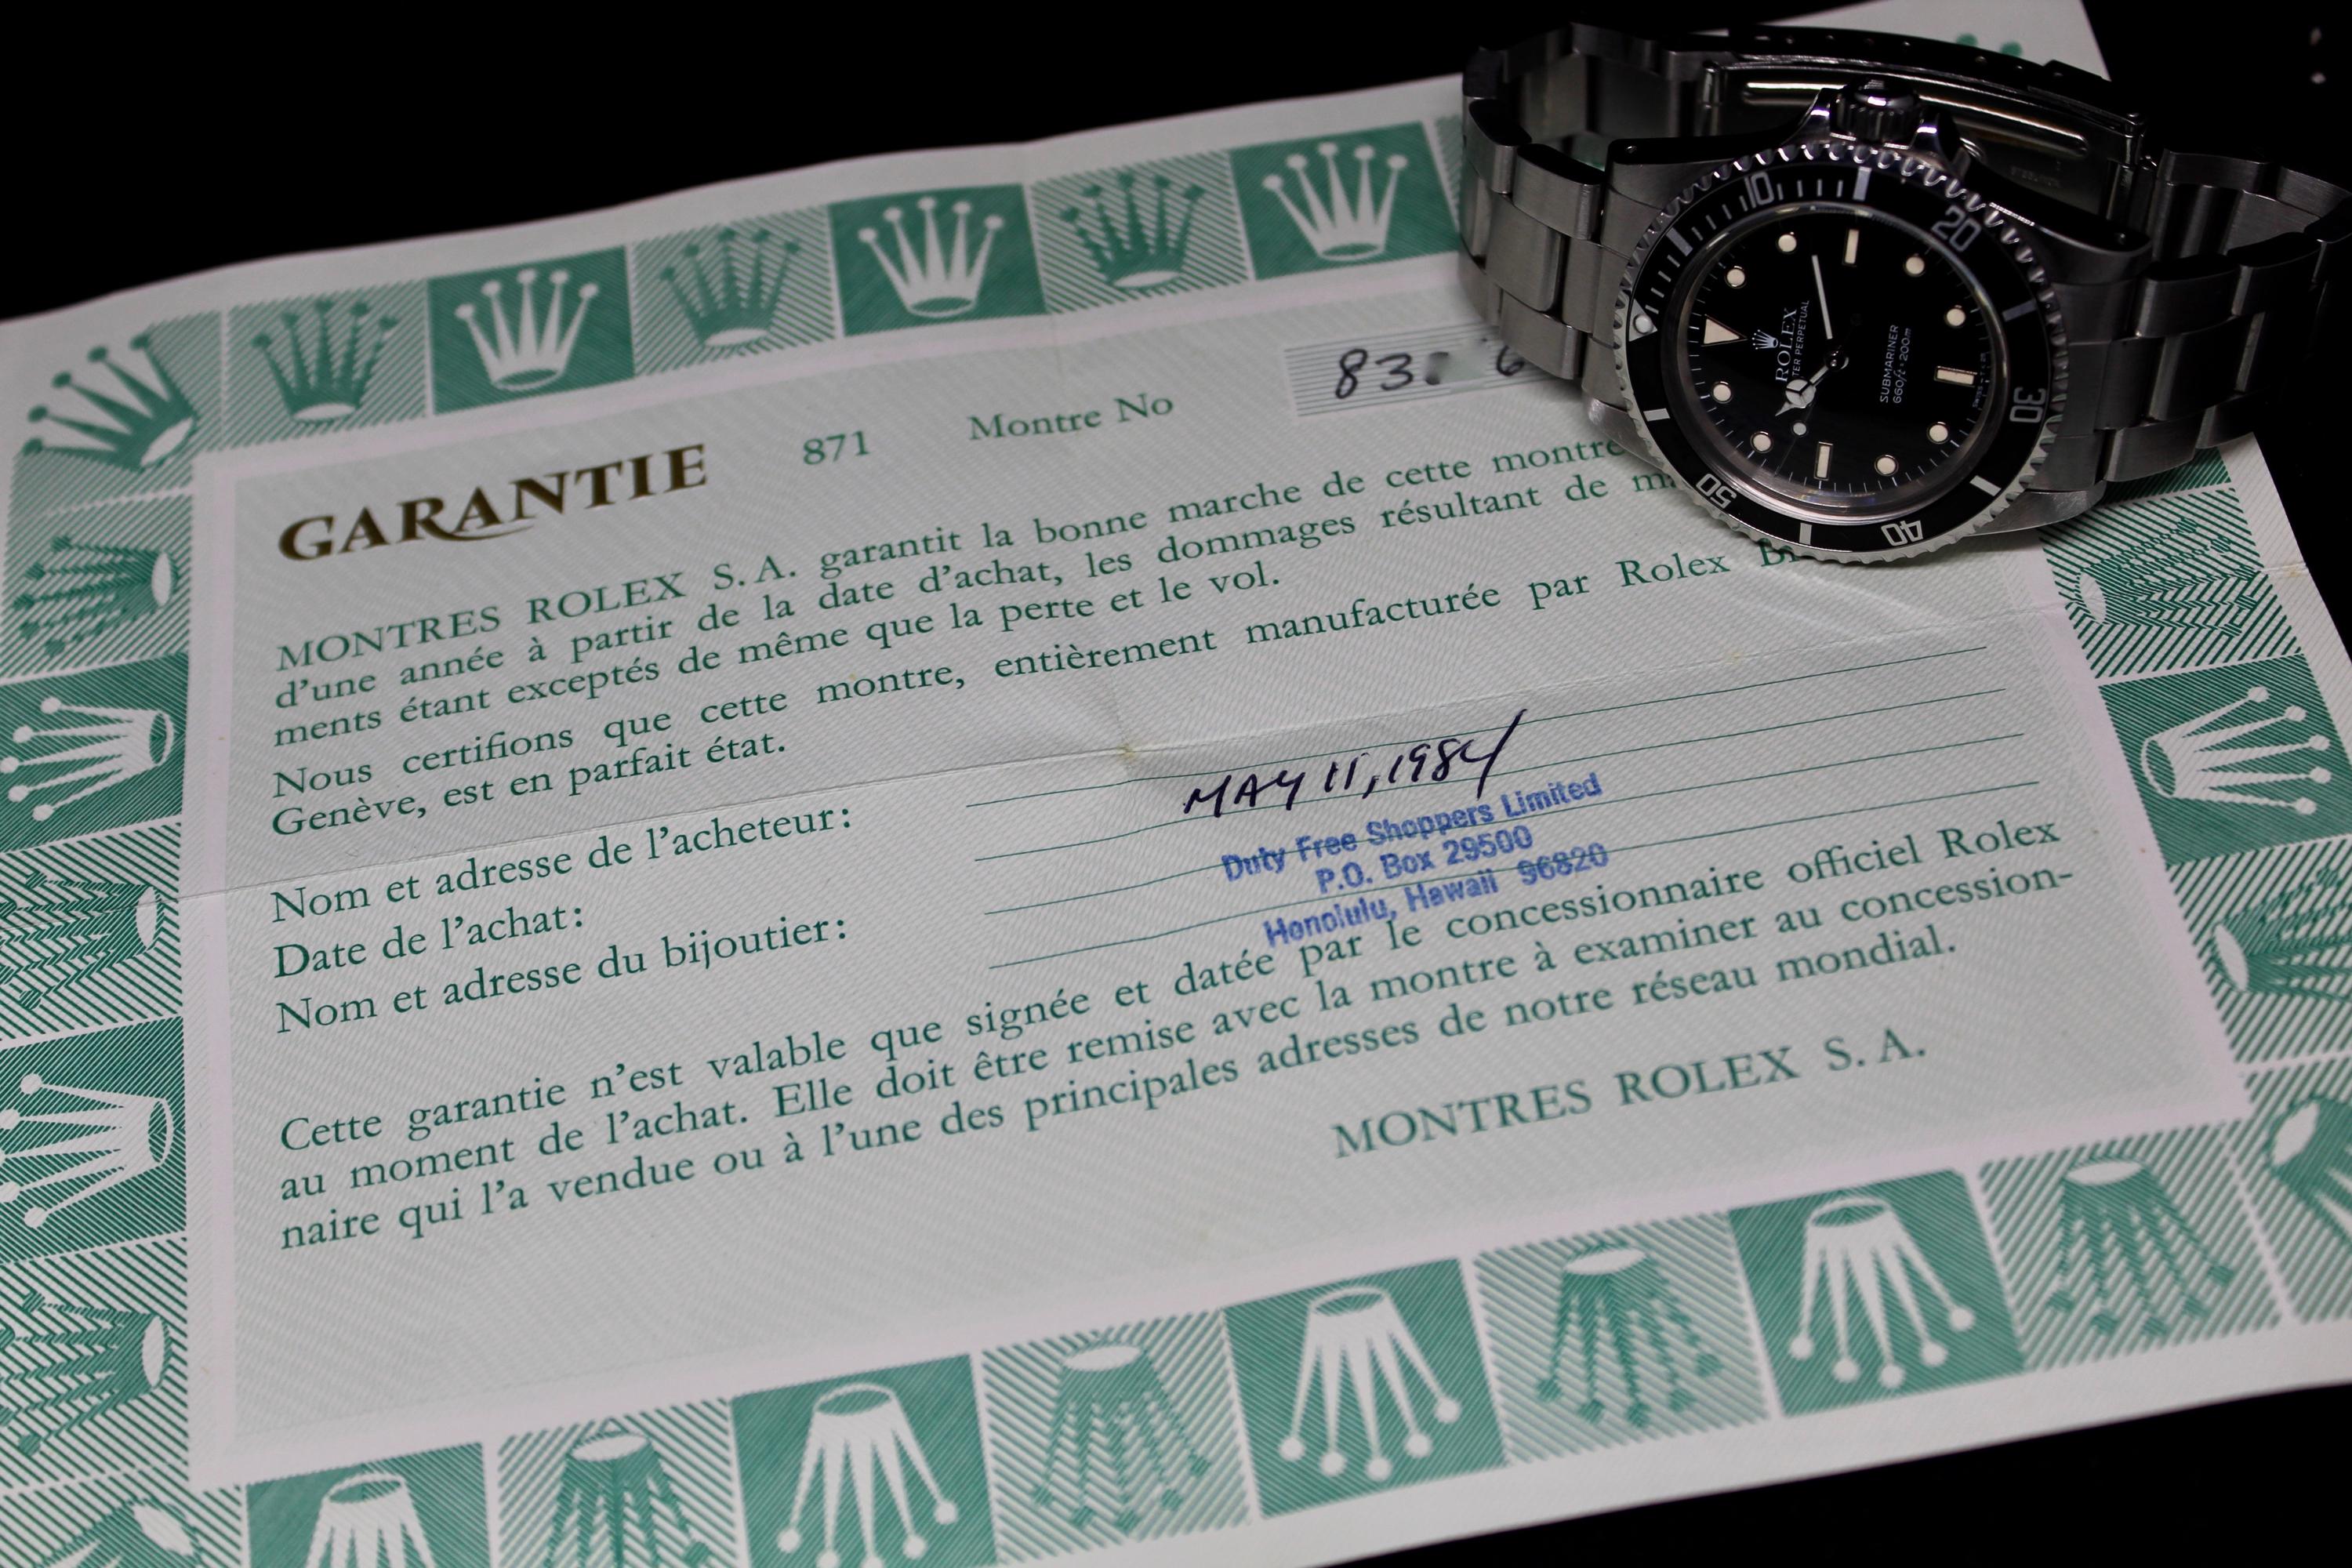 GARANTIE 871 Montre No 83
MONTRES ROLEX S.A. garantit la bonne marche de cette montre
d'une année à partir de la date d'achat, les dommages résultant de
ments étant exceptés de même que la perte et le vol.
Nous certifions que cette montre, entièrement manufacturée par Rolex
Genève, est en parfait état.
Nom et adresse de l'acheteur:
Date de l'achat: MAY 11, 1984
Nom et adresse du bijoutier:
Duty Free Shoppers Limited
P.O. Box 29500
Honolulu, Hawaii 96820
Cette garantie n'est valable que signée et datée par le concessionnaire officiel Rolex
au moment de l'achat. Elle doit être remise avec la montre à examiner au concession-
naire qui l'a vendue ou à l'une des principales adresses de notre réseau mondial.
MONTRES ROLEX S.A.
10
20
30
40
50
ROLEX
PERPETUAL
SUBMARINER
660ft=200m